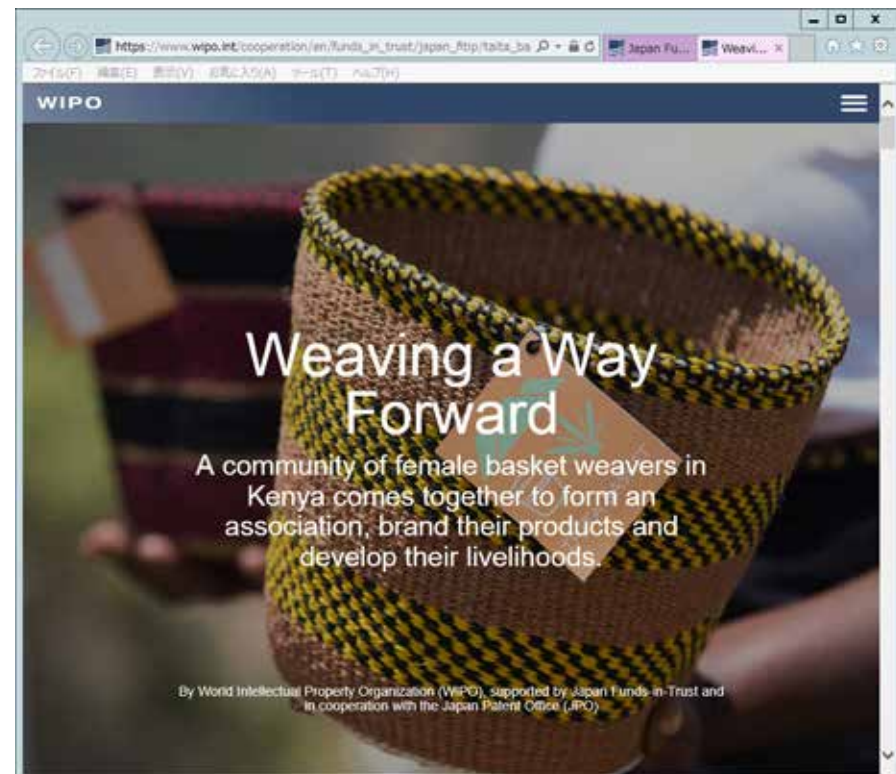 https://www.wipo.int/cooperation/en/funds_in_trust/japan_ftip/taita_ba
Japan Fu...
Weavi...
ファイル(F) 編集(E) 表示(V) お気に入り(A) ツール(T) ヘルプ(H)
WIPO
Weaving a Way
Forward
A community of female basket weavers in
Kenya comes together to form an
association, brand their products and
develop their livelihoods.
By World Intellectual Property Organization (WIPO), supported by Japan Funds-in-Trust and
in cooperation with the Japan Patent Office (JPO)